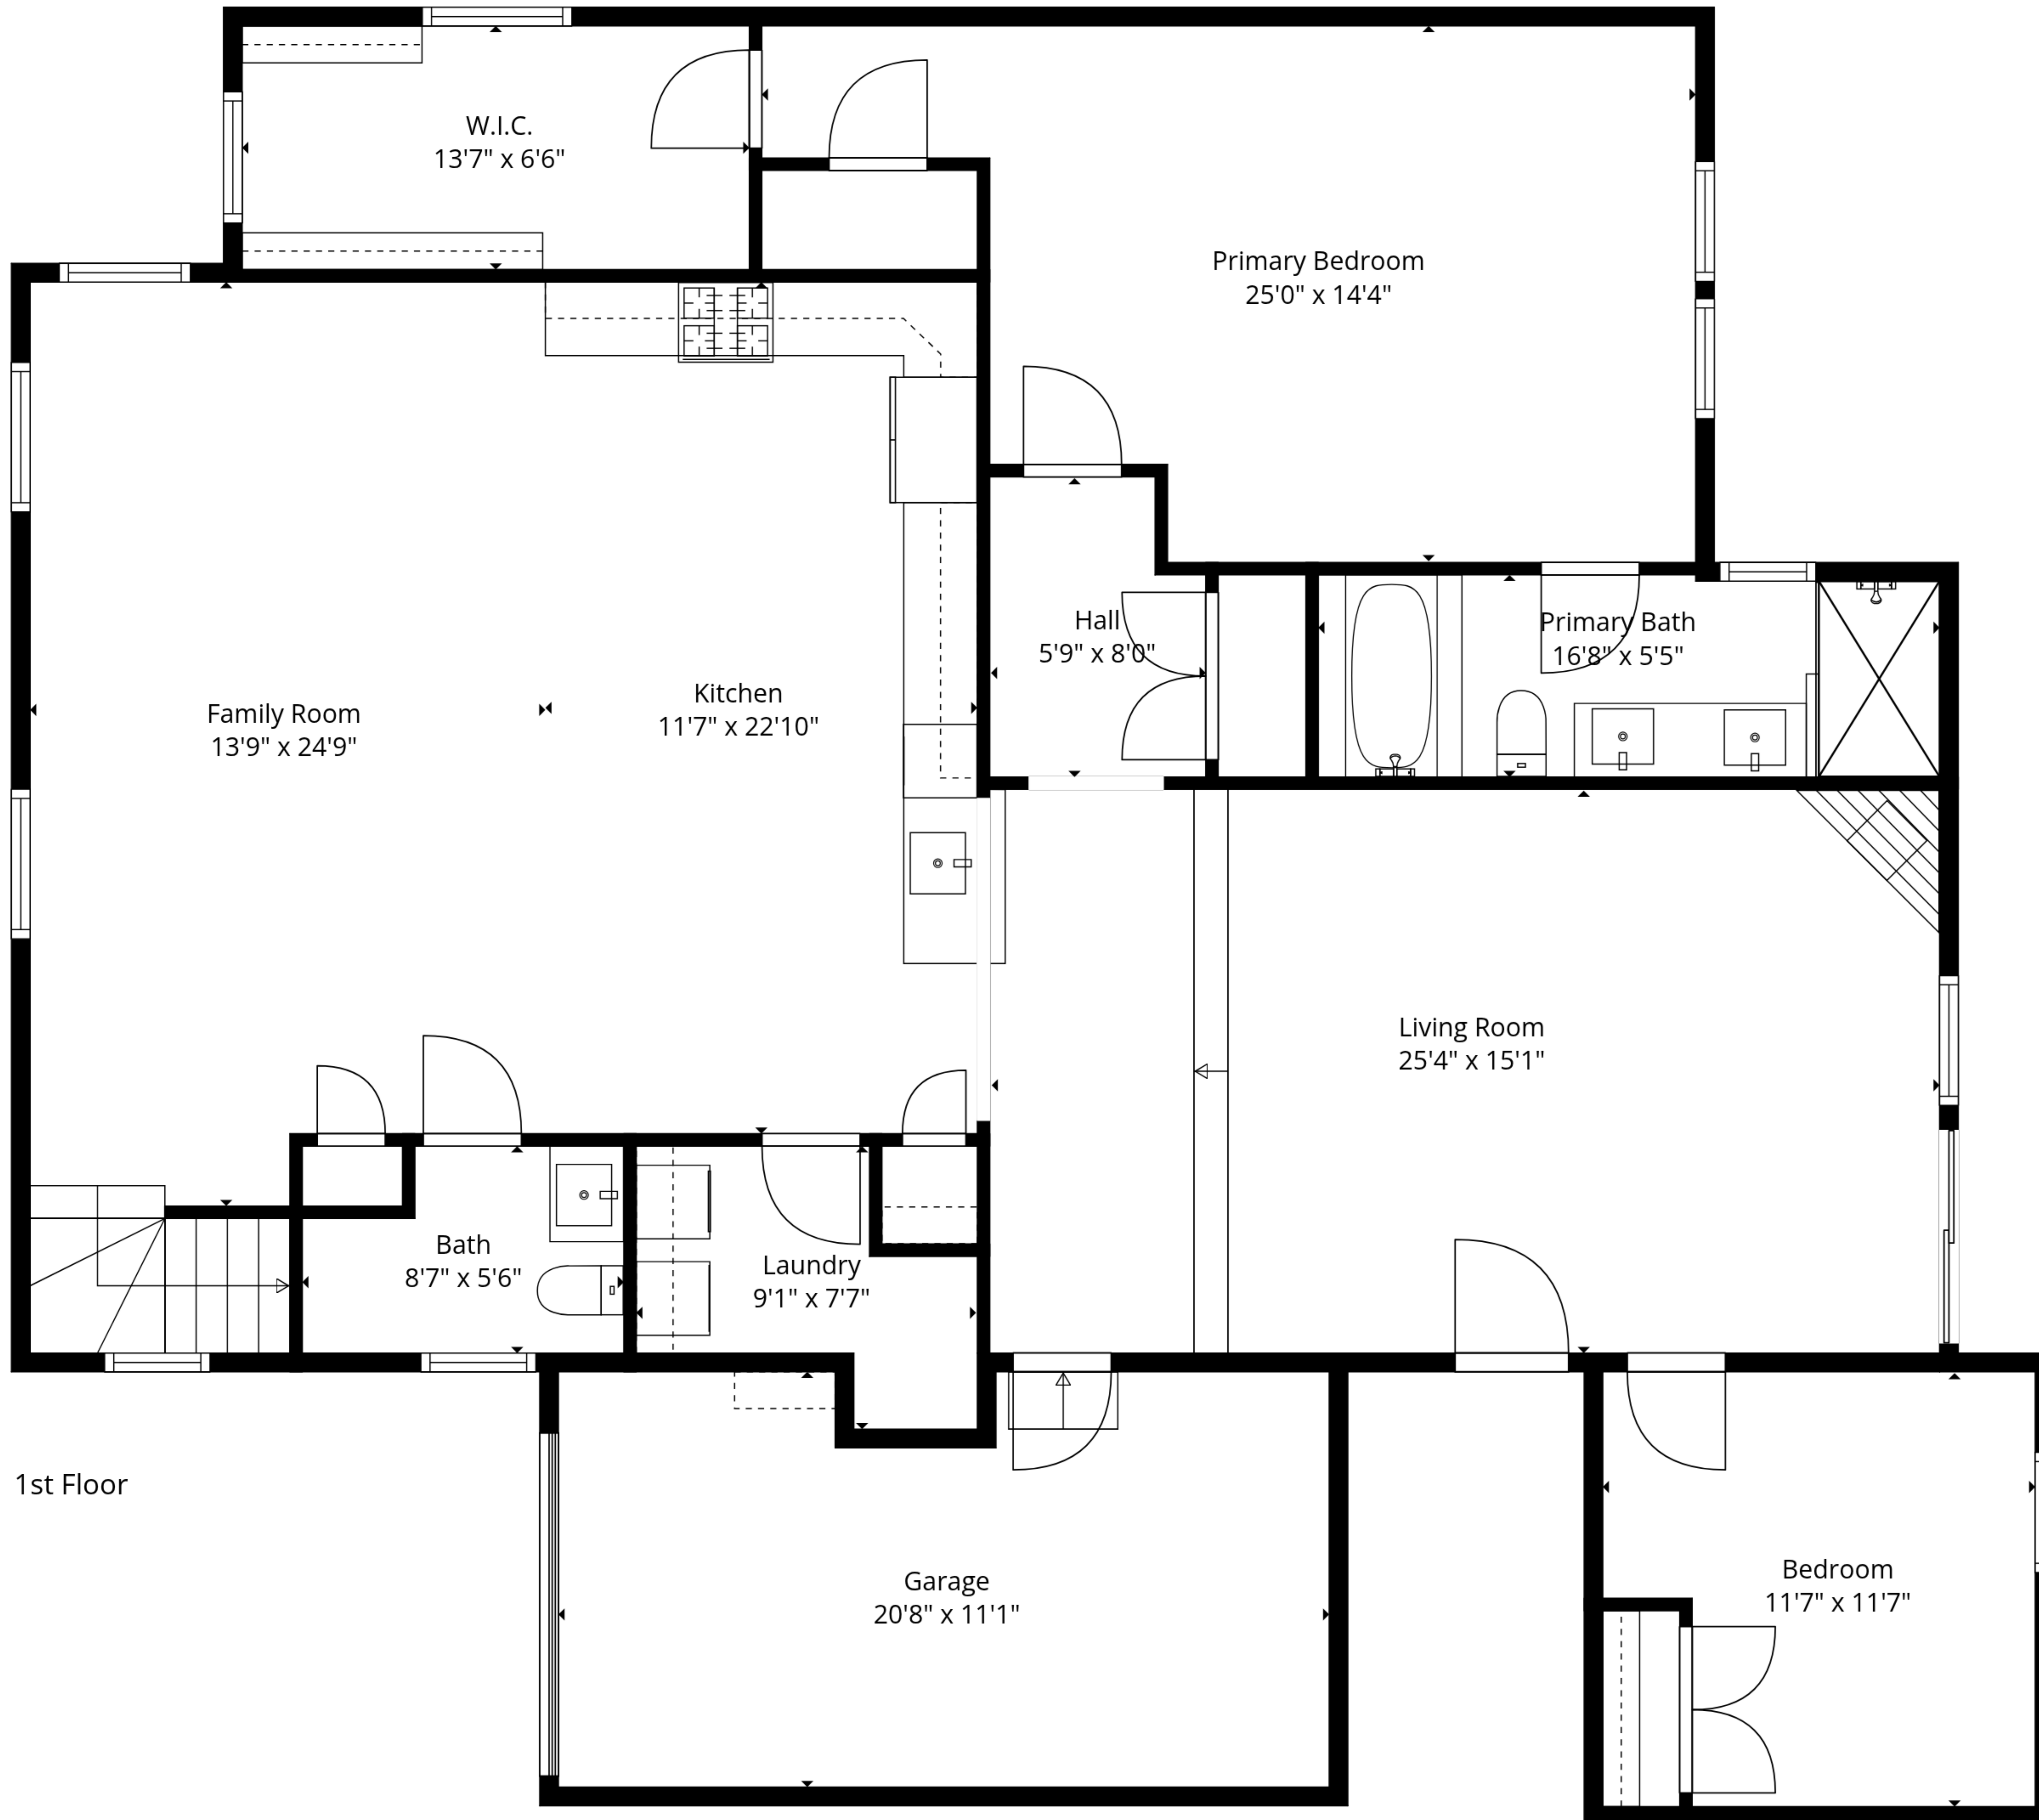 W.I.C.
13'7" x 6'6"
Primary Bedroom
25'0" x 14'4"
Hall
5'9" x 8'0"
Primary Bath
16'8" x 5'5"
Kitchen
11'7" x 22'10"
Family Room
13'9" x 24'9"
Living Room
25'4" x 15'1"
Bath
8'7" x 5'6"
Laundry
9'1" x 7'7"
1st Floor
Garage
20'8" x 11'1"
Bedroom
11'7" x 11'7"